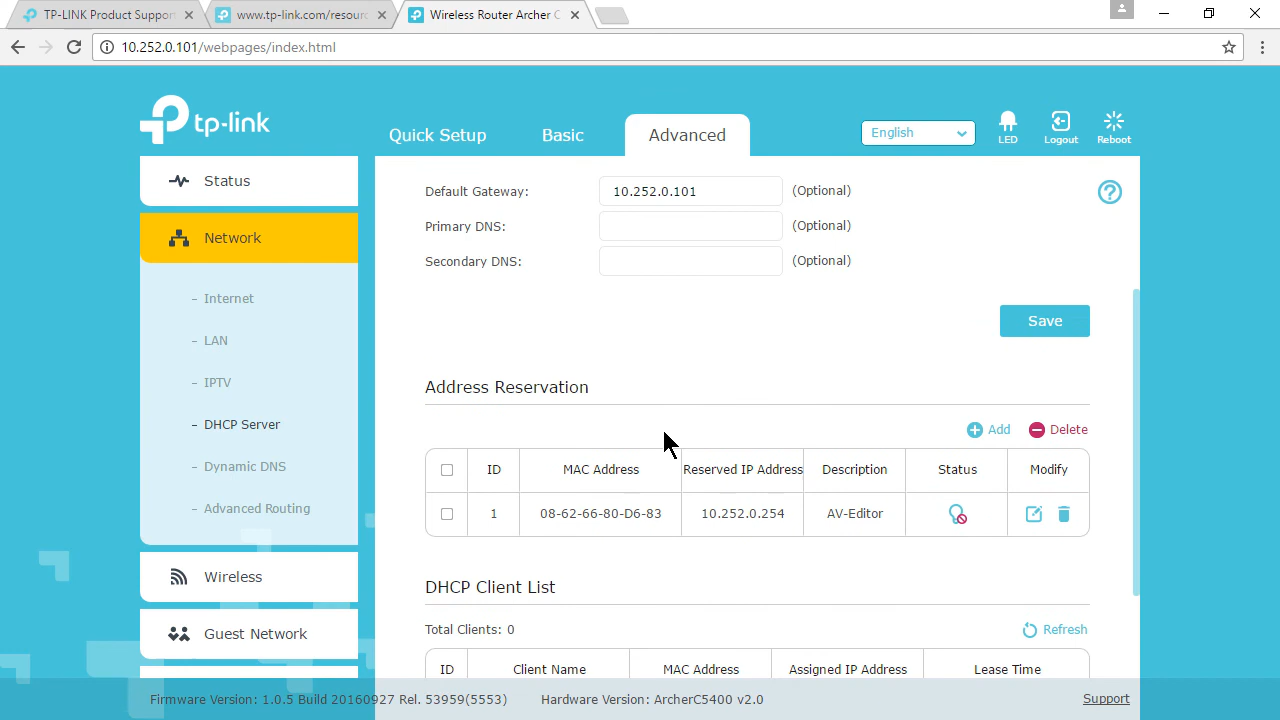 TP-LINK Product Suppor
www.tp-link.com/resour
Wireless Router Archer C
10.252.0.101/webpages/index.html
tp-link
Quick Setup
Basic
Advanced
English
LED
Logout
Reboot
Status
Network
- Internet
- LAN
- IPTV
- DHCP Server
- Dynamic DNS
- Advanced Routing
Wireless
Guest Network
Default Gateway: 10.252.0.101 (Optional)
Primary DNS: (Optional)
Secondary DNS: (Optional)
Save
Address Reservation
Add Delete
ID MAC Address Reserved IP Address Description Status Modify
1 08-62-66-80-D6-83 10.252.0.254 AV-Editor
DHCP Client List
Total Clients: 0 Refresh
ID Client Name MAC Address Assigned IP Address Lease Time
Firmware Version: 1.0.5 Build 20160927 Rel. 53959(5553) Hardware Version: ArcherC5400 v2.0 Support